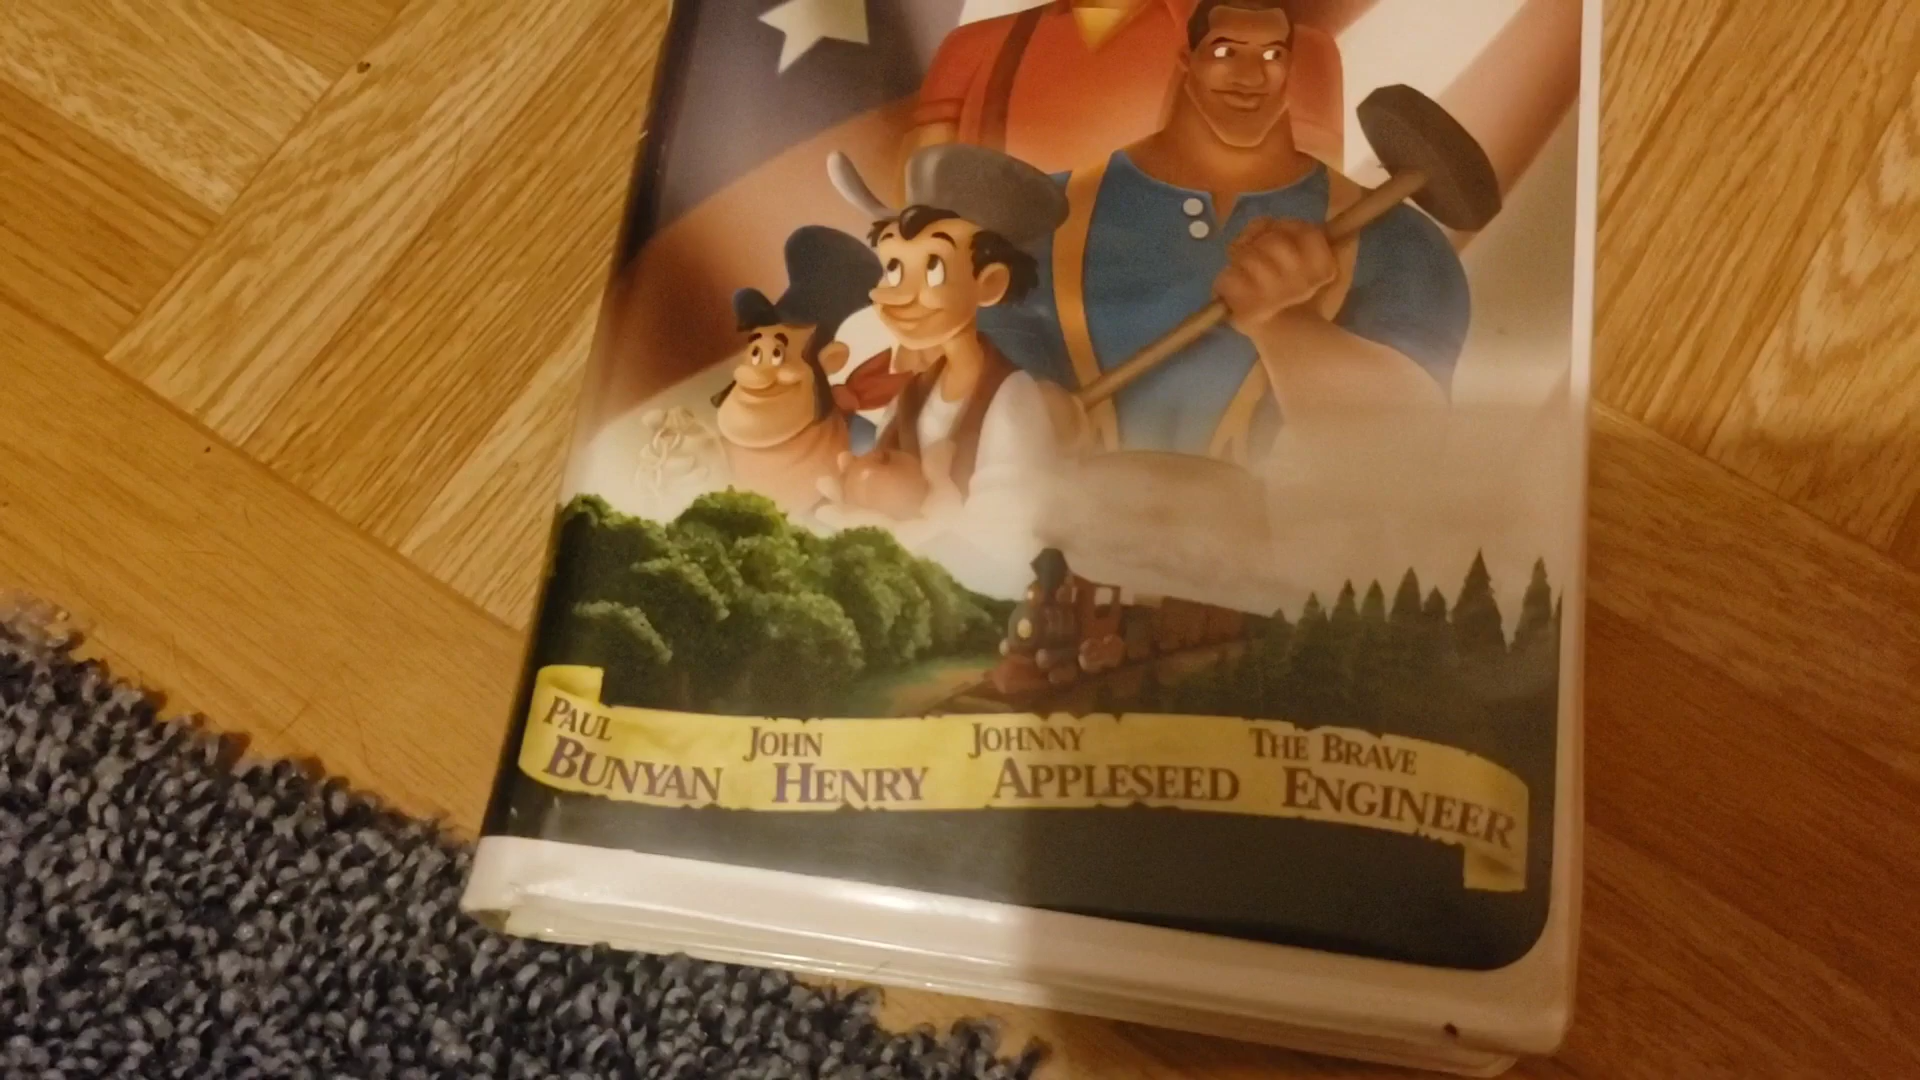 PAUL
BUNYAN
JOHN
HENRY
JOHNNY
APPLESEED
THE BRAVE
ENGINEER